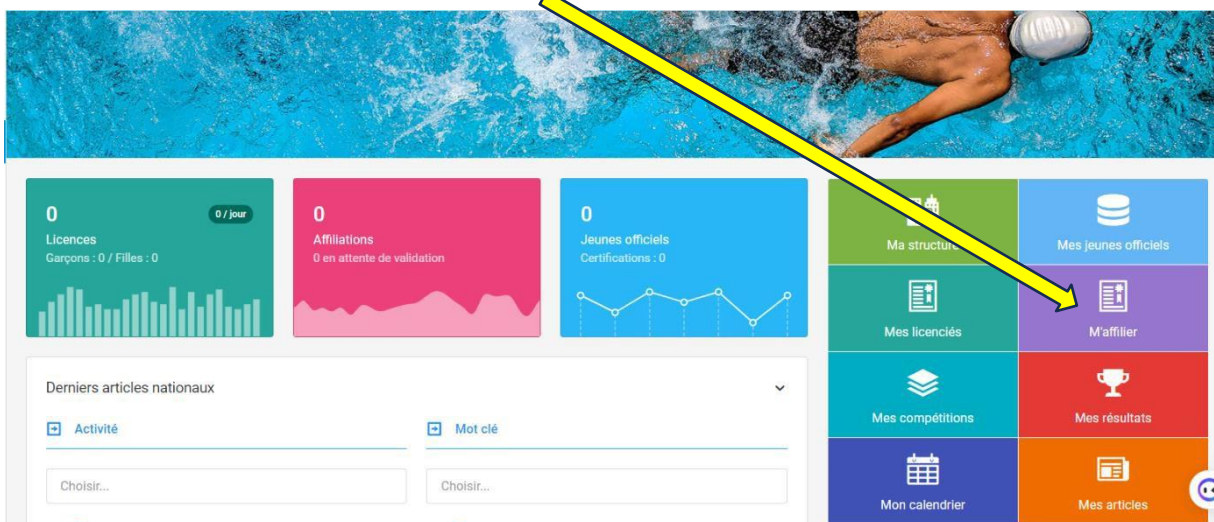 0
0 / jour
Licences
Garçons : 0 / Filles : 0
0
Affiliations
0 en attente de validation
0
Jeunes officiels
Certifications : 0
Ma structure
Mes jeunes officiels
Mes licenciés
M'affilier
Mes compétitions
Mes résultats
Mon calendrier
Mes articles
Derniers articles nationaux
Activité
Mot clé
Choisir...
Choisir...